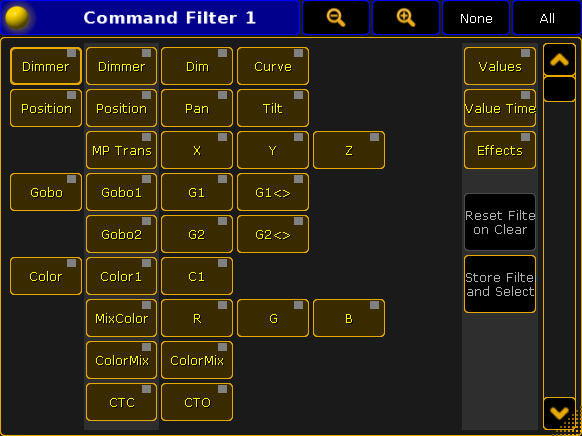 Command Filter 1 None All
Dimmer Dimmer Dim Curve Values
Position Position Pan Tilt Value Time
MP Trans X Y Z Effects
Gobo Gobo1 G1 G1<>
Reset Filte
on Clear
Gobo2 G2 G2<>
Color Color1 C1
Store Filte
and Select
MixColor R G B
ColorMix ColorMix
CTC CTO